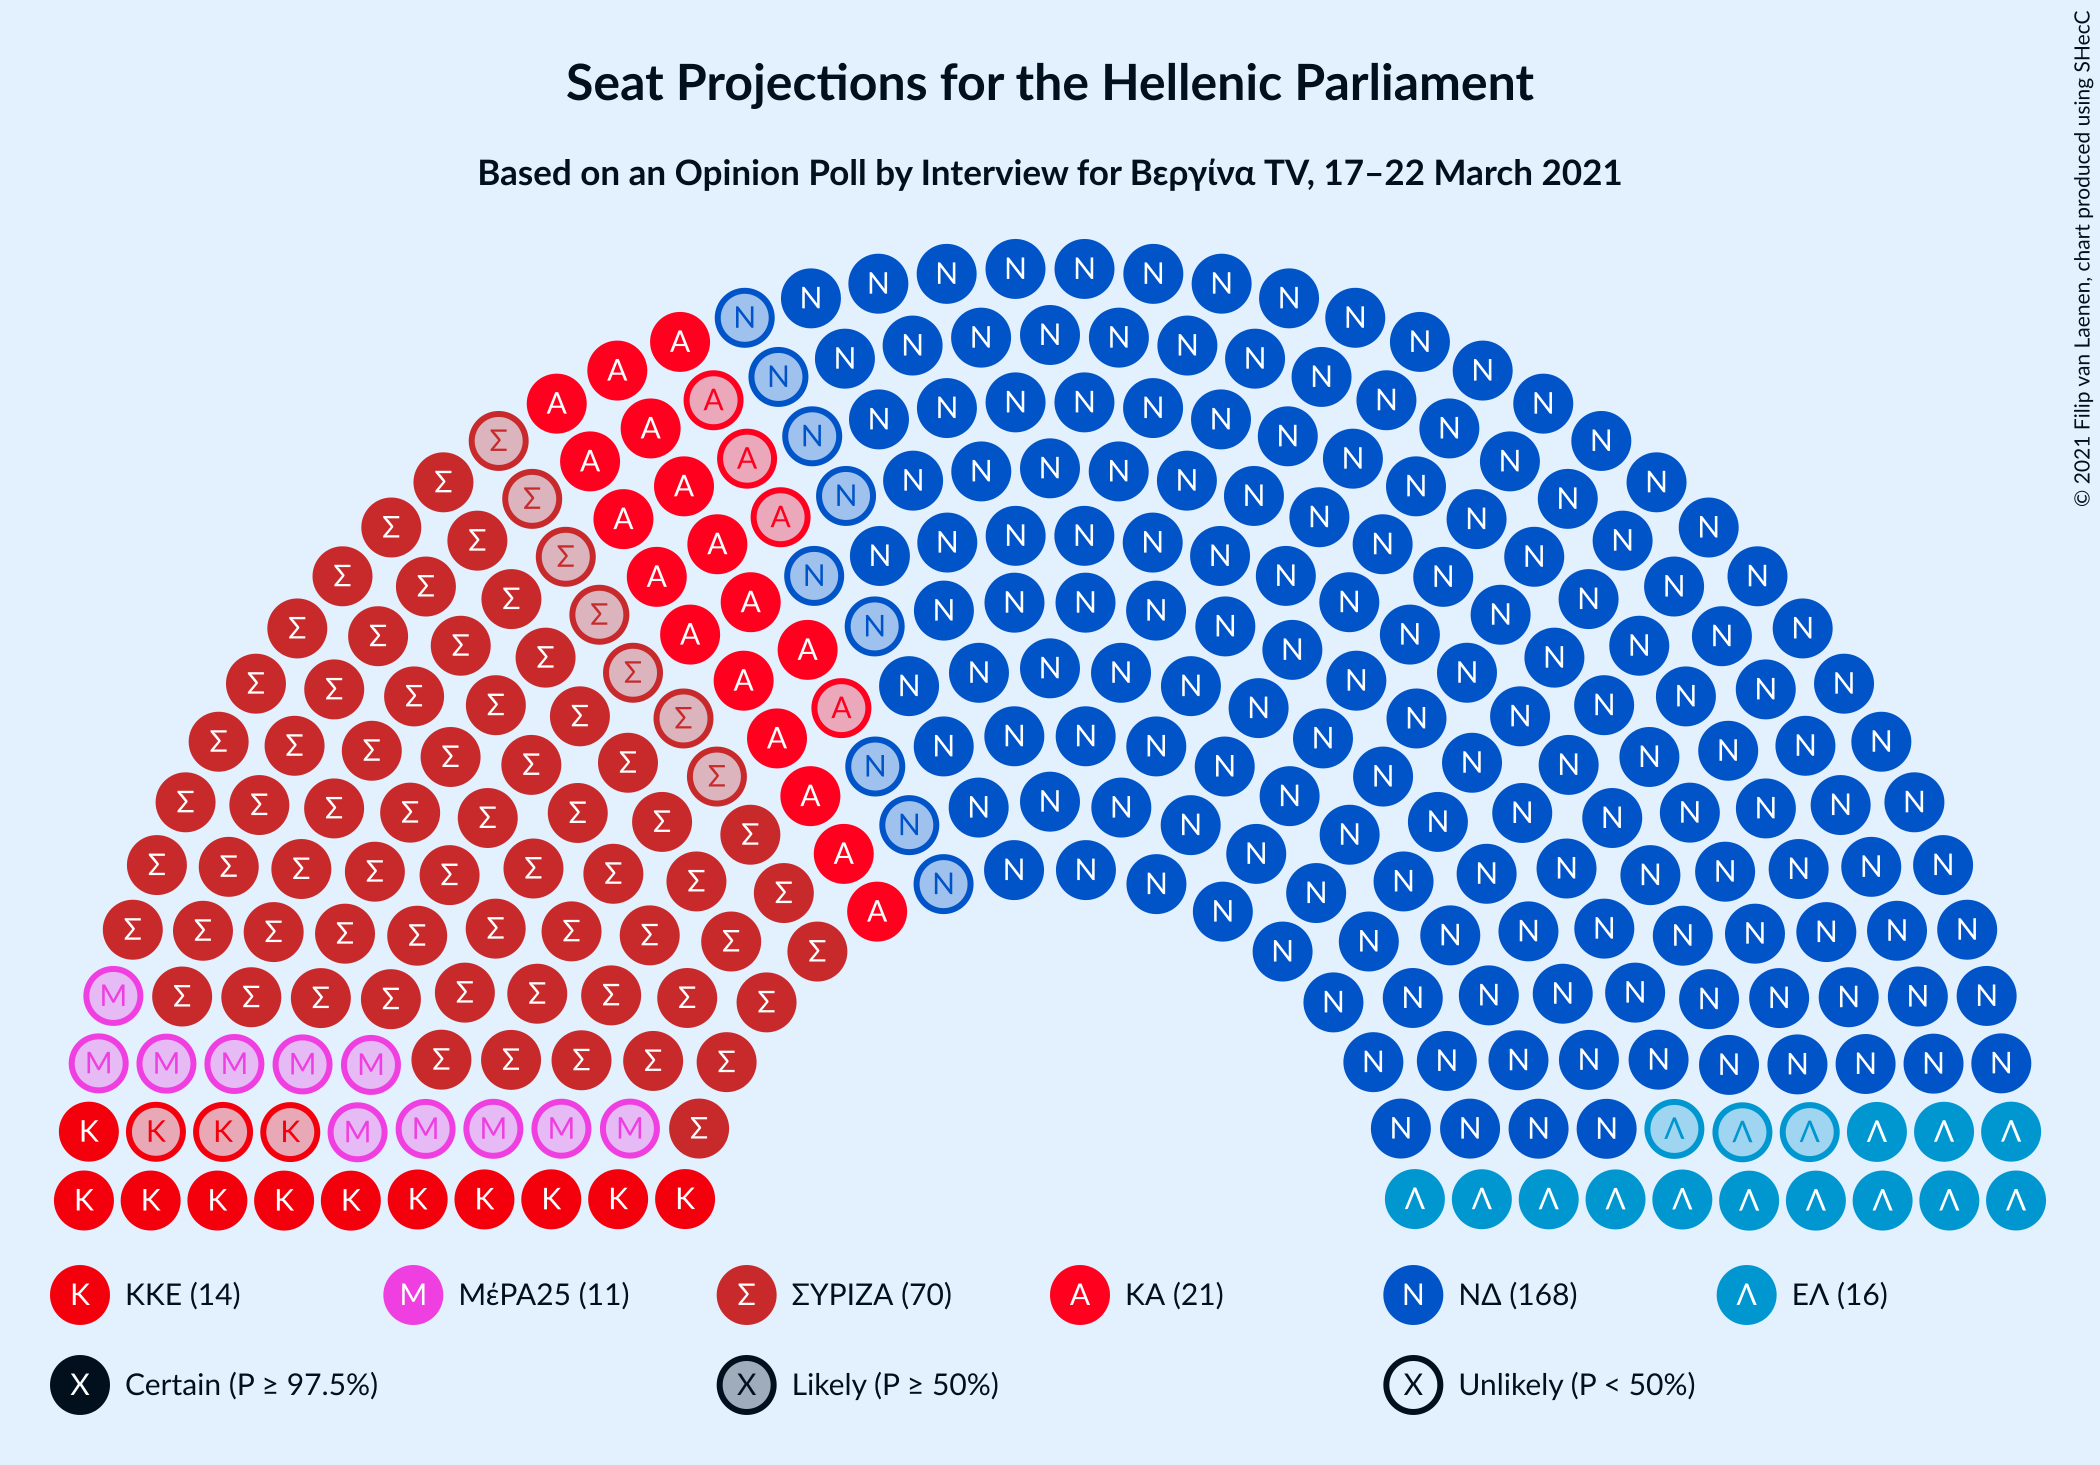 Seat Projections for the Hellenic Parliament
Based on an Opinion Poll by Interview for Βεργίνα TV, 17–22 March 2021
© 2021 Filip van Laenen, chart produced using SHecC
Κ ΚΚΕ (14) Μ ΜέΡΑ25 (11) Σ ΣΥΡΙΖΑ (70) Α ΚΑ (21) Ν ΝΔ (168) Λ ΕΛ (16)
X Certain (P ≥ 97.5%) X Likely (P ≥ 50%) X Unlikely (P < 50%)